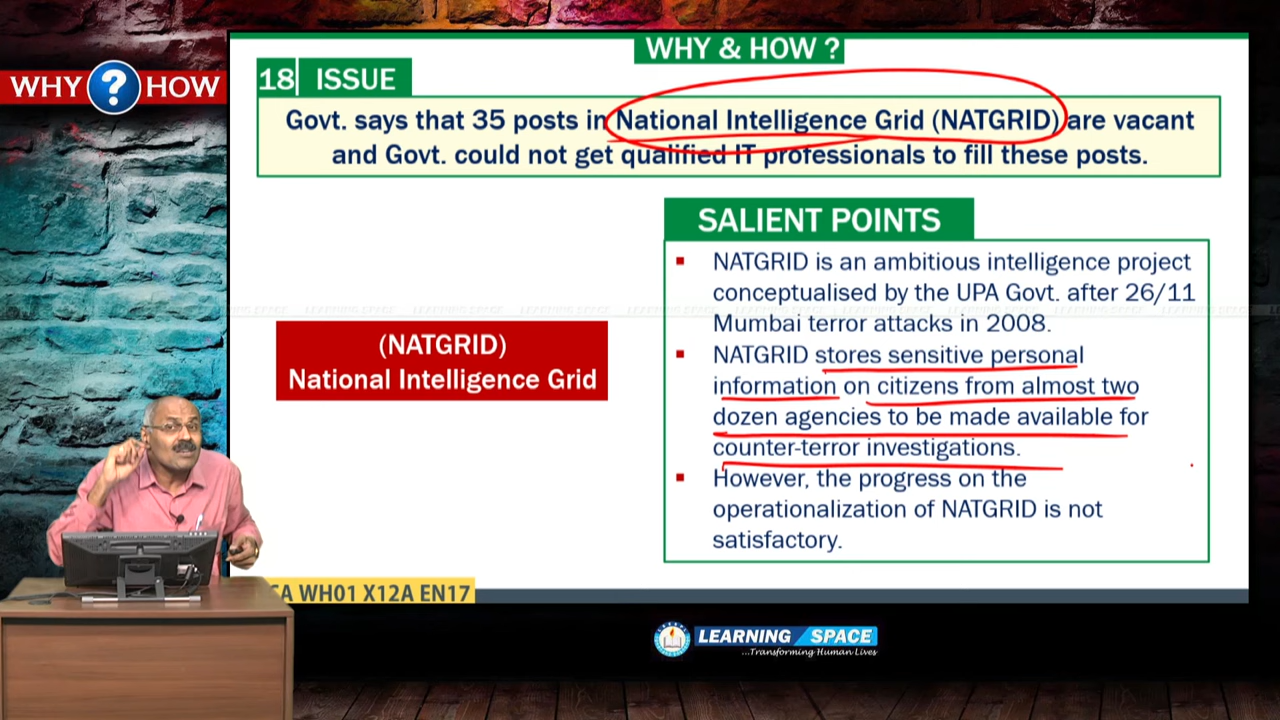 WHY & HOW ?
WHY ? HOW
18 ISSUE
Govt. says that 35 posts in National Intelligence Grid (NATGRID) are vacant
and Govt. could not get qualified IT professionals to fill these posts.
SALIENT POINTS
NATGRID is an ambitious intelligence project
conceptualised by the UPA Govt. after 26/11
Mumbai terror attacks in 2008.
NATGRID stores sensitive personal
information on citizens from almost two
dozen agencies to be made available for
counter-terror investigations.
However, the progress on the
operationalization of NATGRID is not
satisfactory.
(NATGRID)
National Intelligence Grid
CA WH01 X12A EN17
LEARNING SPACE
...Transforming Human Lives